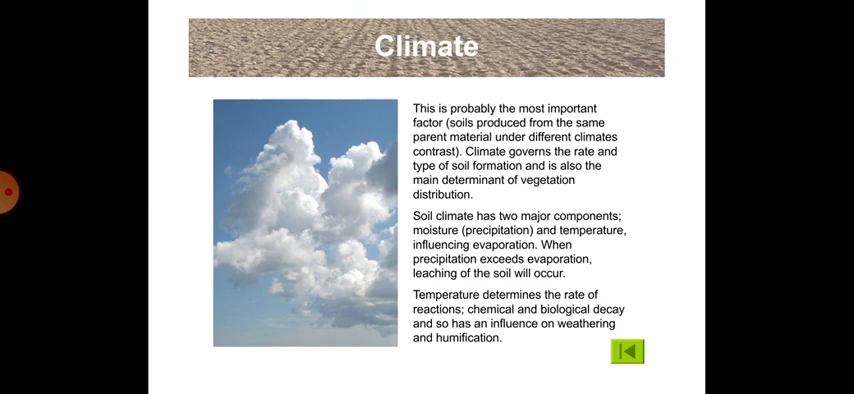 Climate
This is probably the most important
factor (soils produced from the same
parent material under different climates
contrast). Climate governs the rate and
type of soil formation and is also the
main determinant of vegetation
distribution.
Soil climate has two major components;
moisture (precipitation) and temperature,
influencing evaporation. When
precipitation exceeds evaporation,
leaching of the soil will occur.
Temperature determines the rate of
reactions; chemical and biological decay
and so has an influence on weathering
and humification.